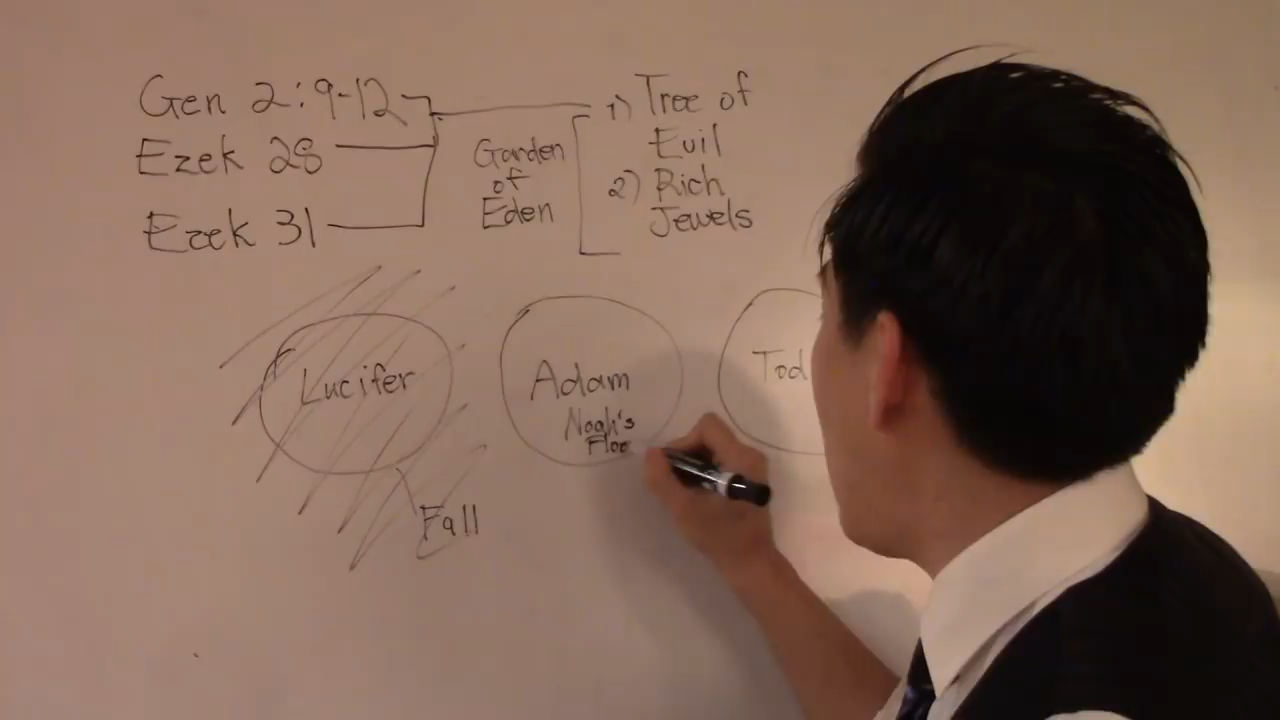 Gen 2:9-12
Ezek 28
Ezek 31
Garden
of
Eden
1) Tree of
Evil
2) Rich
Jewels
Lucifer
Fall
Adam
Noah's
Floo
Tod